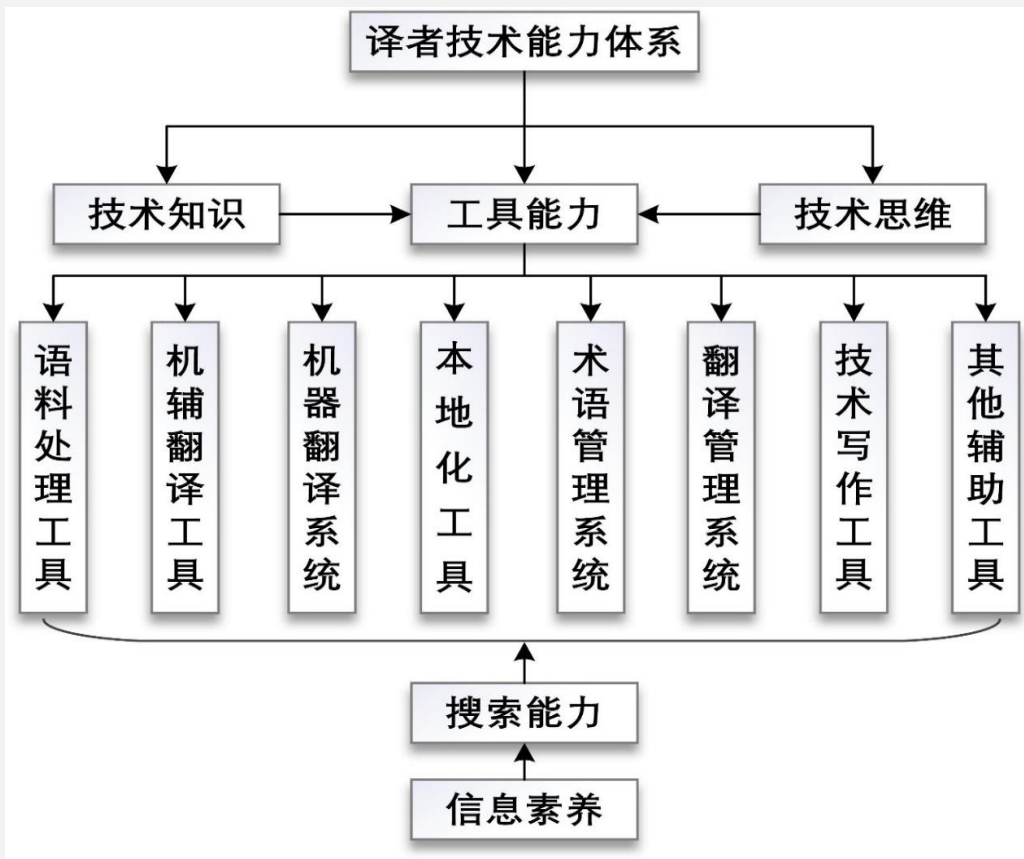 译者技术能力体系
技术知识
工具能力
技术思维
语料处理工具
机辅翻译工具
机器翻译系统
本地化工具
术语管理系统
翻译管理系统
技术写作工具
其他辅助工具
搜索能力
信息素养